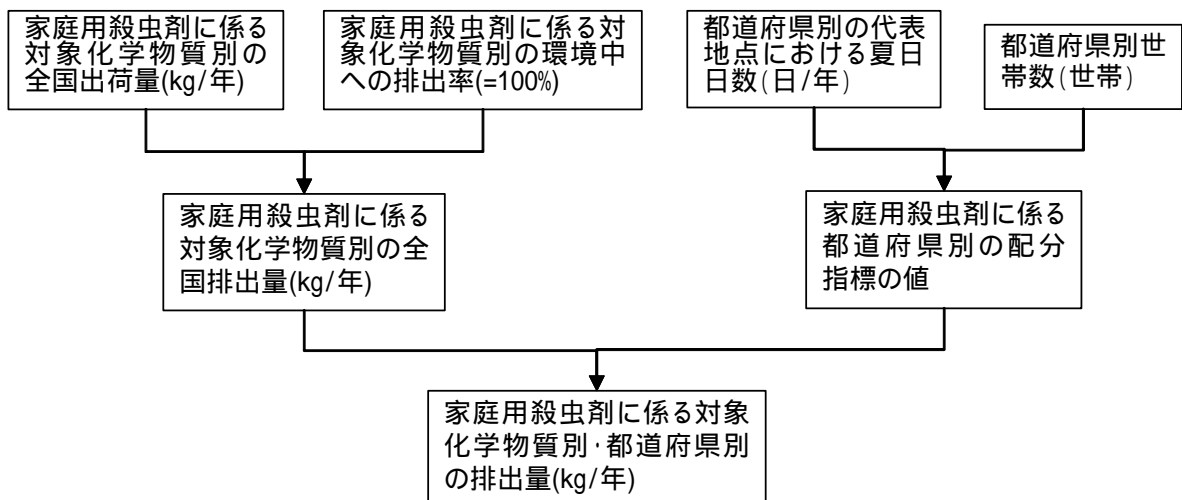 家庭用殺虫剤に係る
対象化学物質別の
全国出荷量(kg/年)
家庭用殺虫剤に係る対
象化学物質別の環境中
への排出率(=100%)
都道府県別の代表
地点における夏日
日数(日/年)
都道府県別世
帯数(世帯)
家庭用殺虫剤に係る
対象化学物質別の全
国排出量(kg/年)
家庭用殺虫剤に係る
都道府県別の配分
指標の値
家庭用殺虫剤に係る対象
化学物質別・都道府県別
の排出量(kg/年)